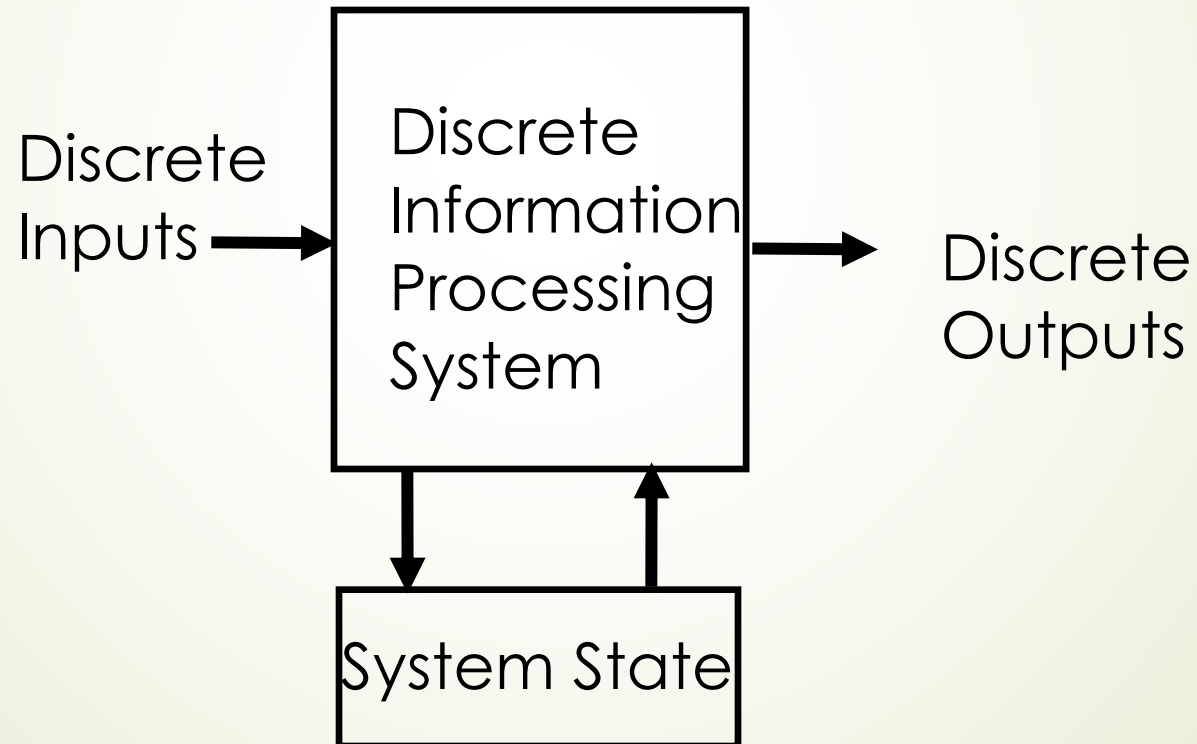 Discrete
Inputs
Discrete
Information
Processing
System
Discrete
Outputs
System State